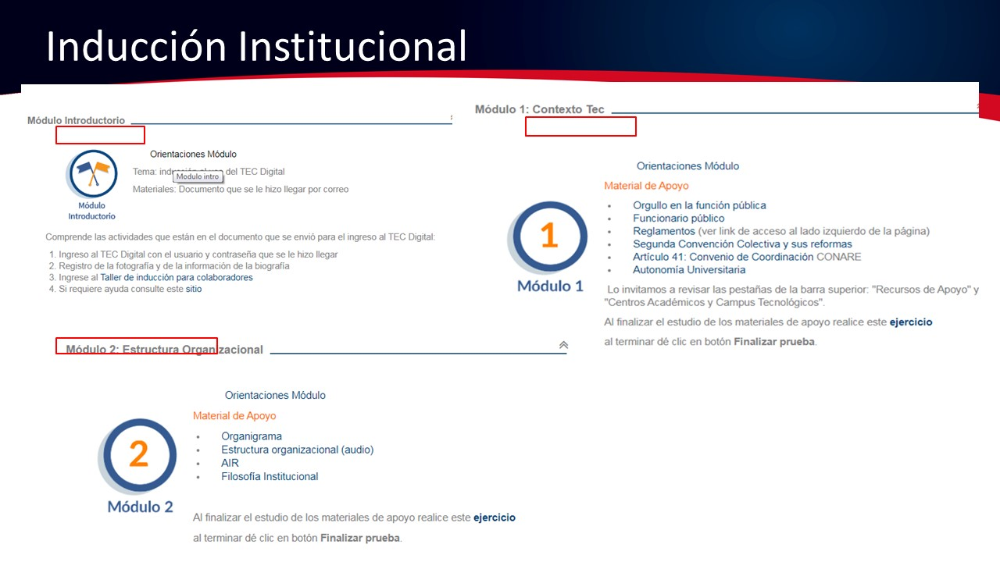 Inducción Institucional
Módulo Introductorio
Orientaciones Módulo
Tema: inducción al uso del TEC Digital
Modulo intro
Materiales: Documento que se le hizo llegar por correo
Módulo
Introductorio
Comprende las actividades que están en el documento que se envió para el ingreso al TEC Digital:
1. Ingreso al TEC Digital con el usuario y contraseña que se le hizo llegar
2. Registro de la fotografía y de la información de la biografía
3. Ingrese al Taller de inducción para colaboradores
4. Si requiere ayuda consulte este sitio
Módulo 1: Contexto Tec
Orientaciones Módulo
Material de Apoyo
• Orgullo en la función pública
• Funcionario público
• Reglamentos (ver link de acceso al lado izquierdo de la página)
• Segunda Convención Colectiva y sus reformas
• Artículo 41: Convenio de Coordinación CONARE
• Autonomía Universitaria
1
Módulo 1
Lo invitamos a revisar las pestañas de la barra superior: "Recursos de Apoyo" y
"Centros Académicos y Campus Tecnológicos".
Al finalizar el estudio de los materiales de apoyo realice este ejercicio
al terminar dé clic en botón Finalizar prueba.
Módulo 2: Estructura Organizacional
Orientaciones Módulo
Material de Apoyo
• Organigrama
• Estructura organizacional (audio)
• AIR
• Filosofía Institucional
2
Módulo 2
Al finalizar el estudio de los materiales de apoyo realice este ejercicio
al terminar dé clic en botón Finalizar prueba.